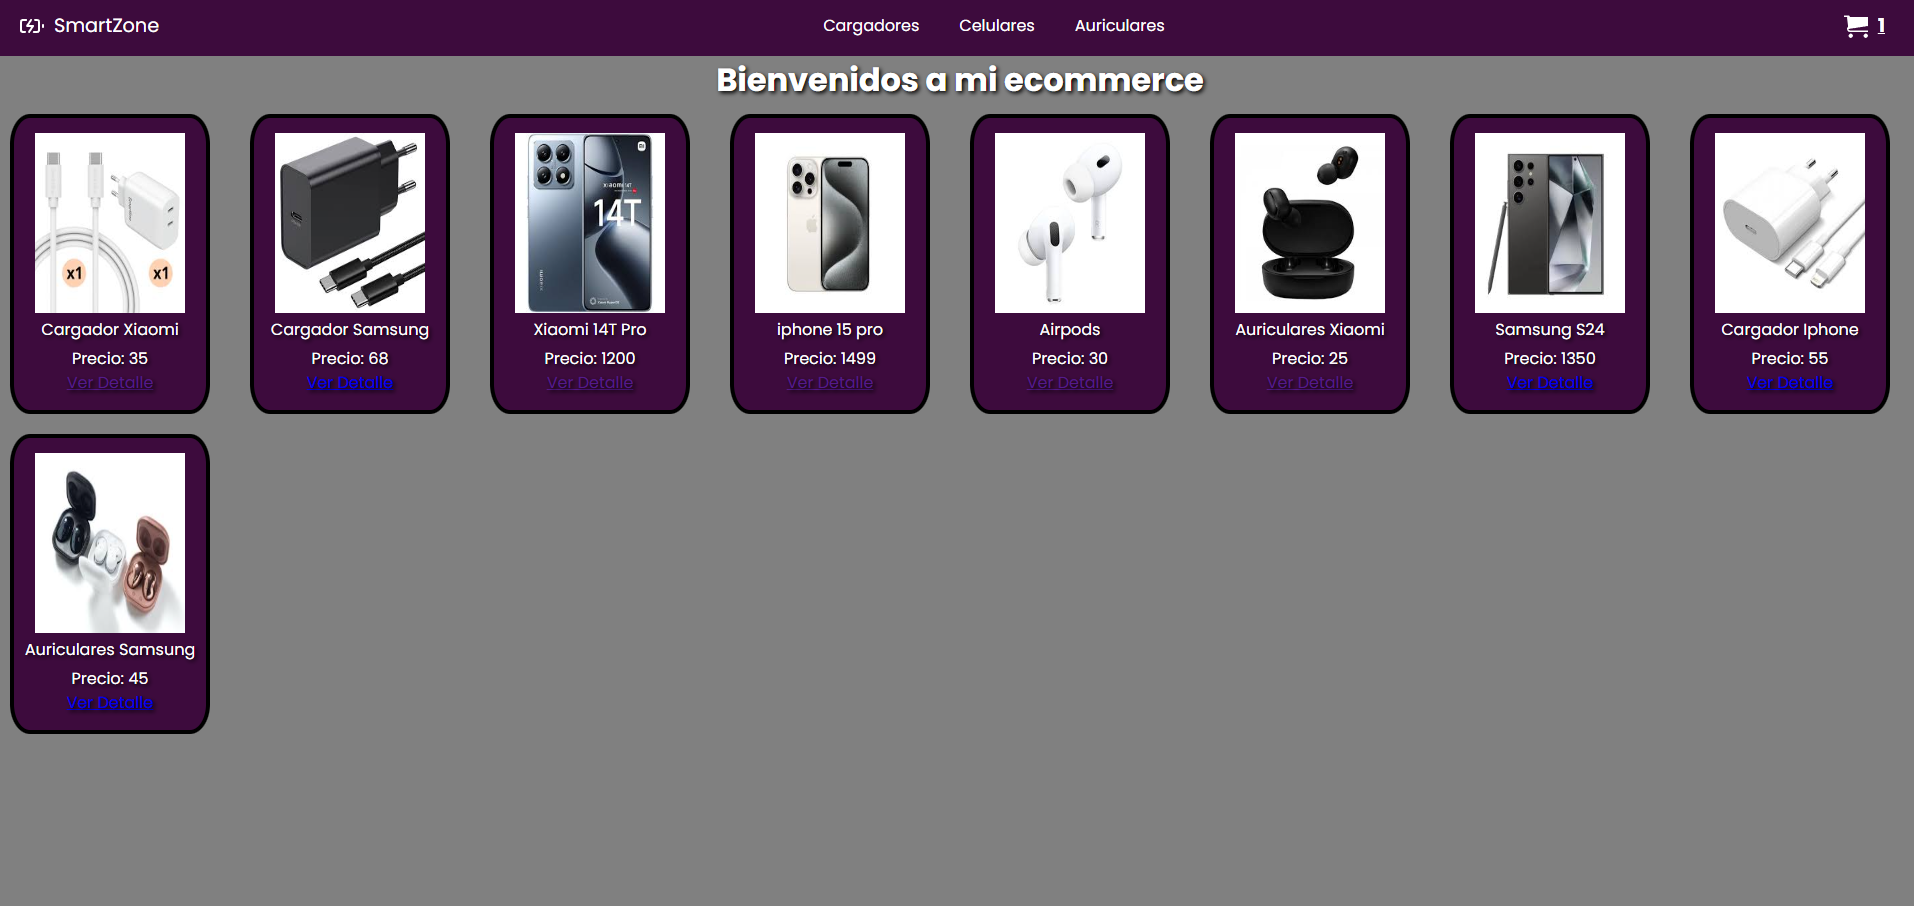 SmartZone
Cargadores
Celulares
Auriculares
1
Bienvenidos a mi ecommerce
x1
x1
Cargador Xiaomi
Precio: 35
Ver Detalle
Cargador Samsung
Precio: 68
Ver Detalle
XIAOMI 14T
14T
xiaomi
Xiaomi 14T Pro
Precio: 1200
Ver Detalle
iphone 15 pro
Precio: 1499
Ver Detalle
Airpods
Precio: 30
Ver Detalle
Auriculares Xiaomi
Precio: 25
Ver Detalle
Samsung S24
Precio: 1350
Ver Detalle
Cargador Iphone
Precio: 55
Ver Detalle
Auriculares Samsung
Precio: 45
Ver Detalle